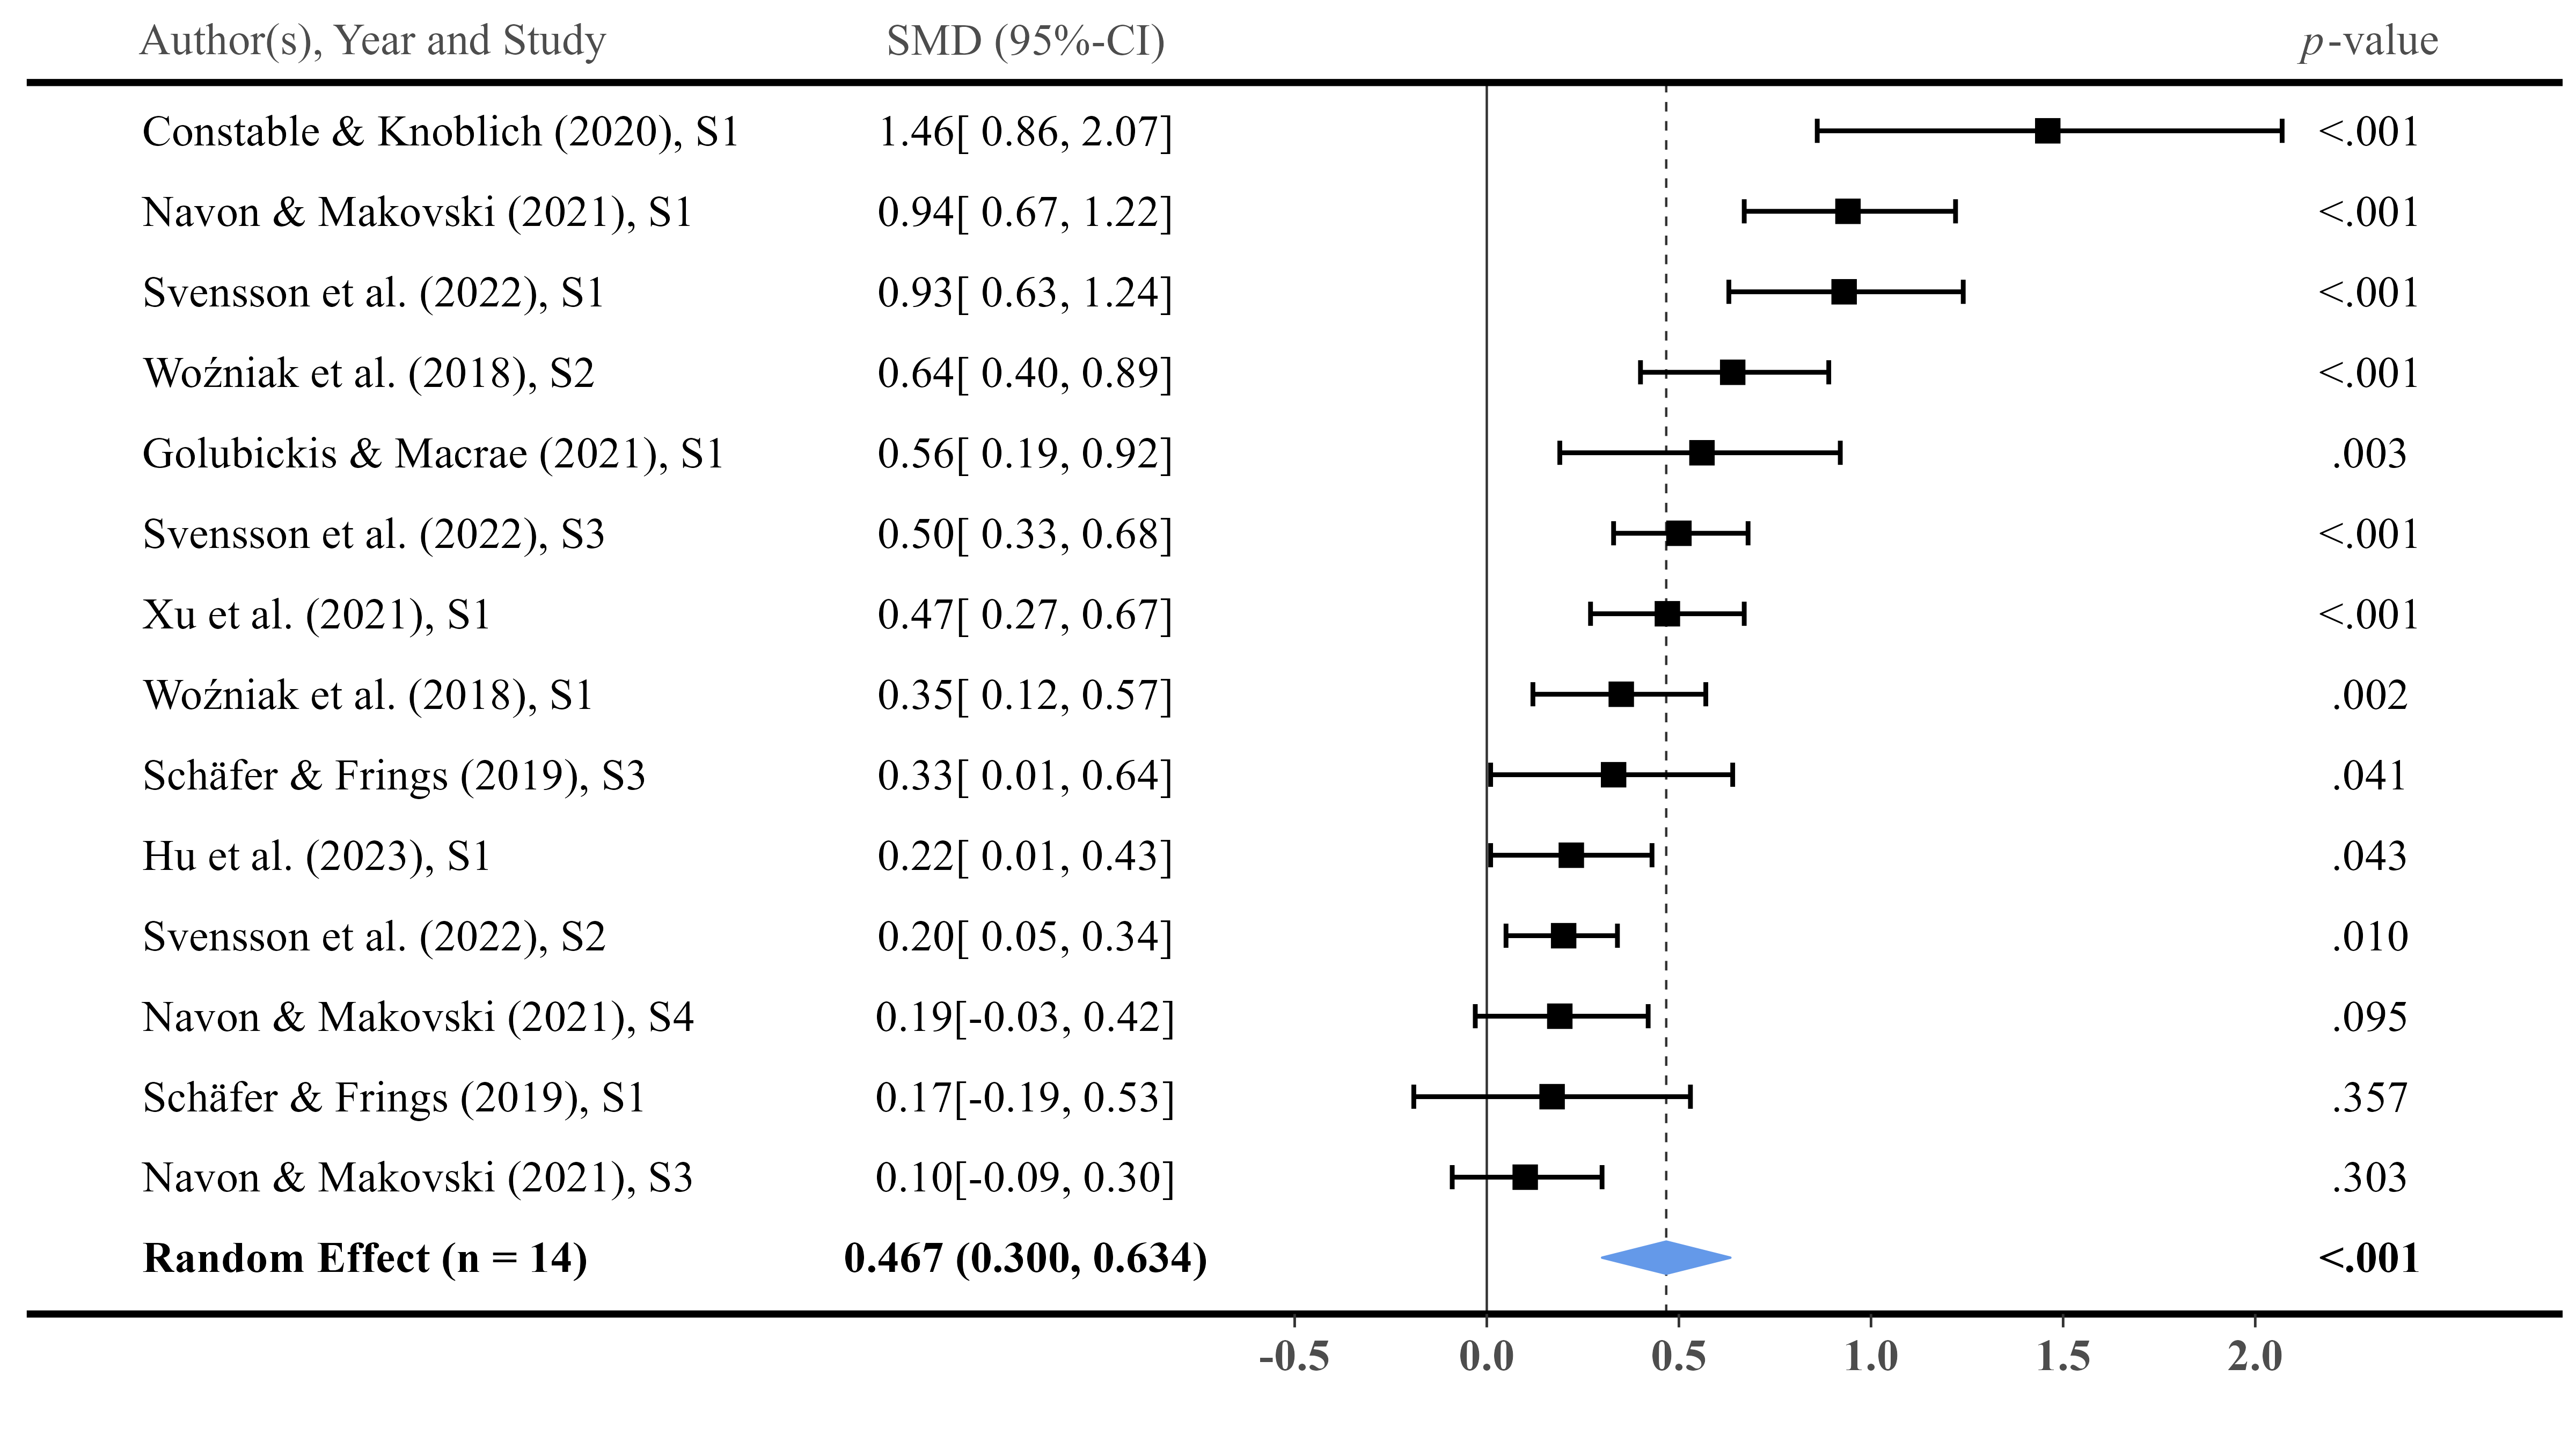 Author(s), Year and Study SMD (95%-CI) p-value
Constable & Knoblich (2020), S1 1.46[ 0.86, 2.07] <.001
Navon & Makovski (2021), S1 0.94[ 0.67, 1.22] <.001
Svensson et al. (2022), S1 0.93[ 0.63, 1.24] <.001
Woźniak et al. (2018), S2 0.64[ 0.40, 0.89] <.001
Golubickis & Macrae (2021), S1 0.56[ 0.19, 0.92] .003
Svensson et al. (2022), S3 0.50[ 0.33, 0.68] <.001
Xu et al. (2021), S1 0.47[ 0.27, 0.67] <.001
Woźniak et al. (2018), S1 0.35[ 0.12, 0.57] .002
Schäfer & Frings (2019), S3 0.33[ 0.01, 0.64] .041
Hu et al. (2023), S1 0.22[ 0.01, 0.43] .043
Svensson et al. (2022), S2 0.20[ 0.05, 0.34] .010
Navon & Makovski (2021), S4 0.19[-0.03, 0.42] .095
Schäfer & Frings (2019), S1 0.17[-0.19, 0.53] .357
Navon & Makovski (2021), S3 0.10[-0.09, 0.30] .303
Random Effect (n = 14) 0.467 (0.300, 0.634) <.001
-0.5 0.0 0.5 1.0 1.5 2.0